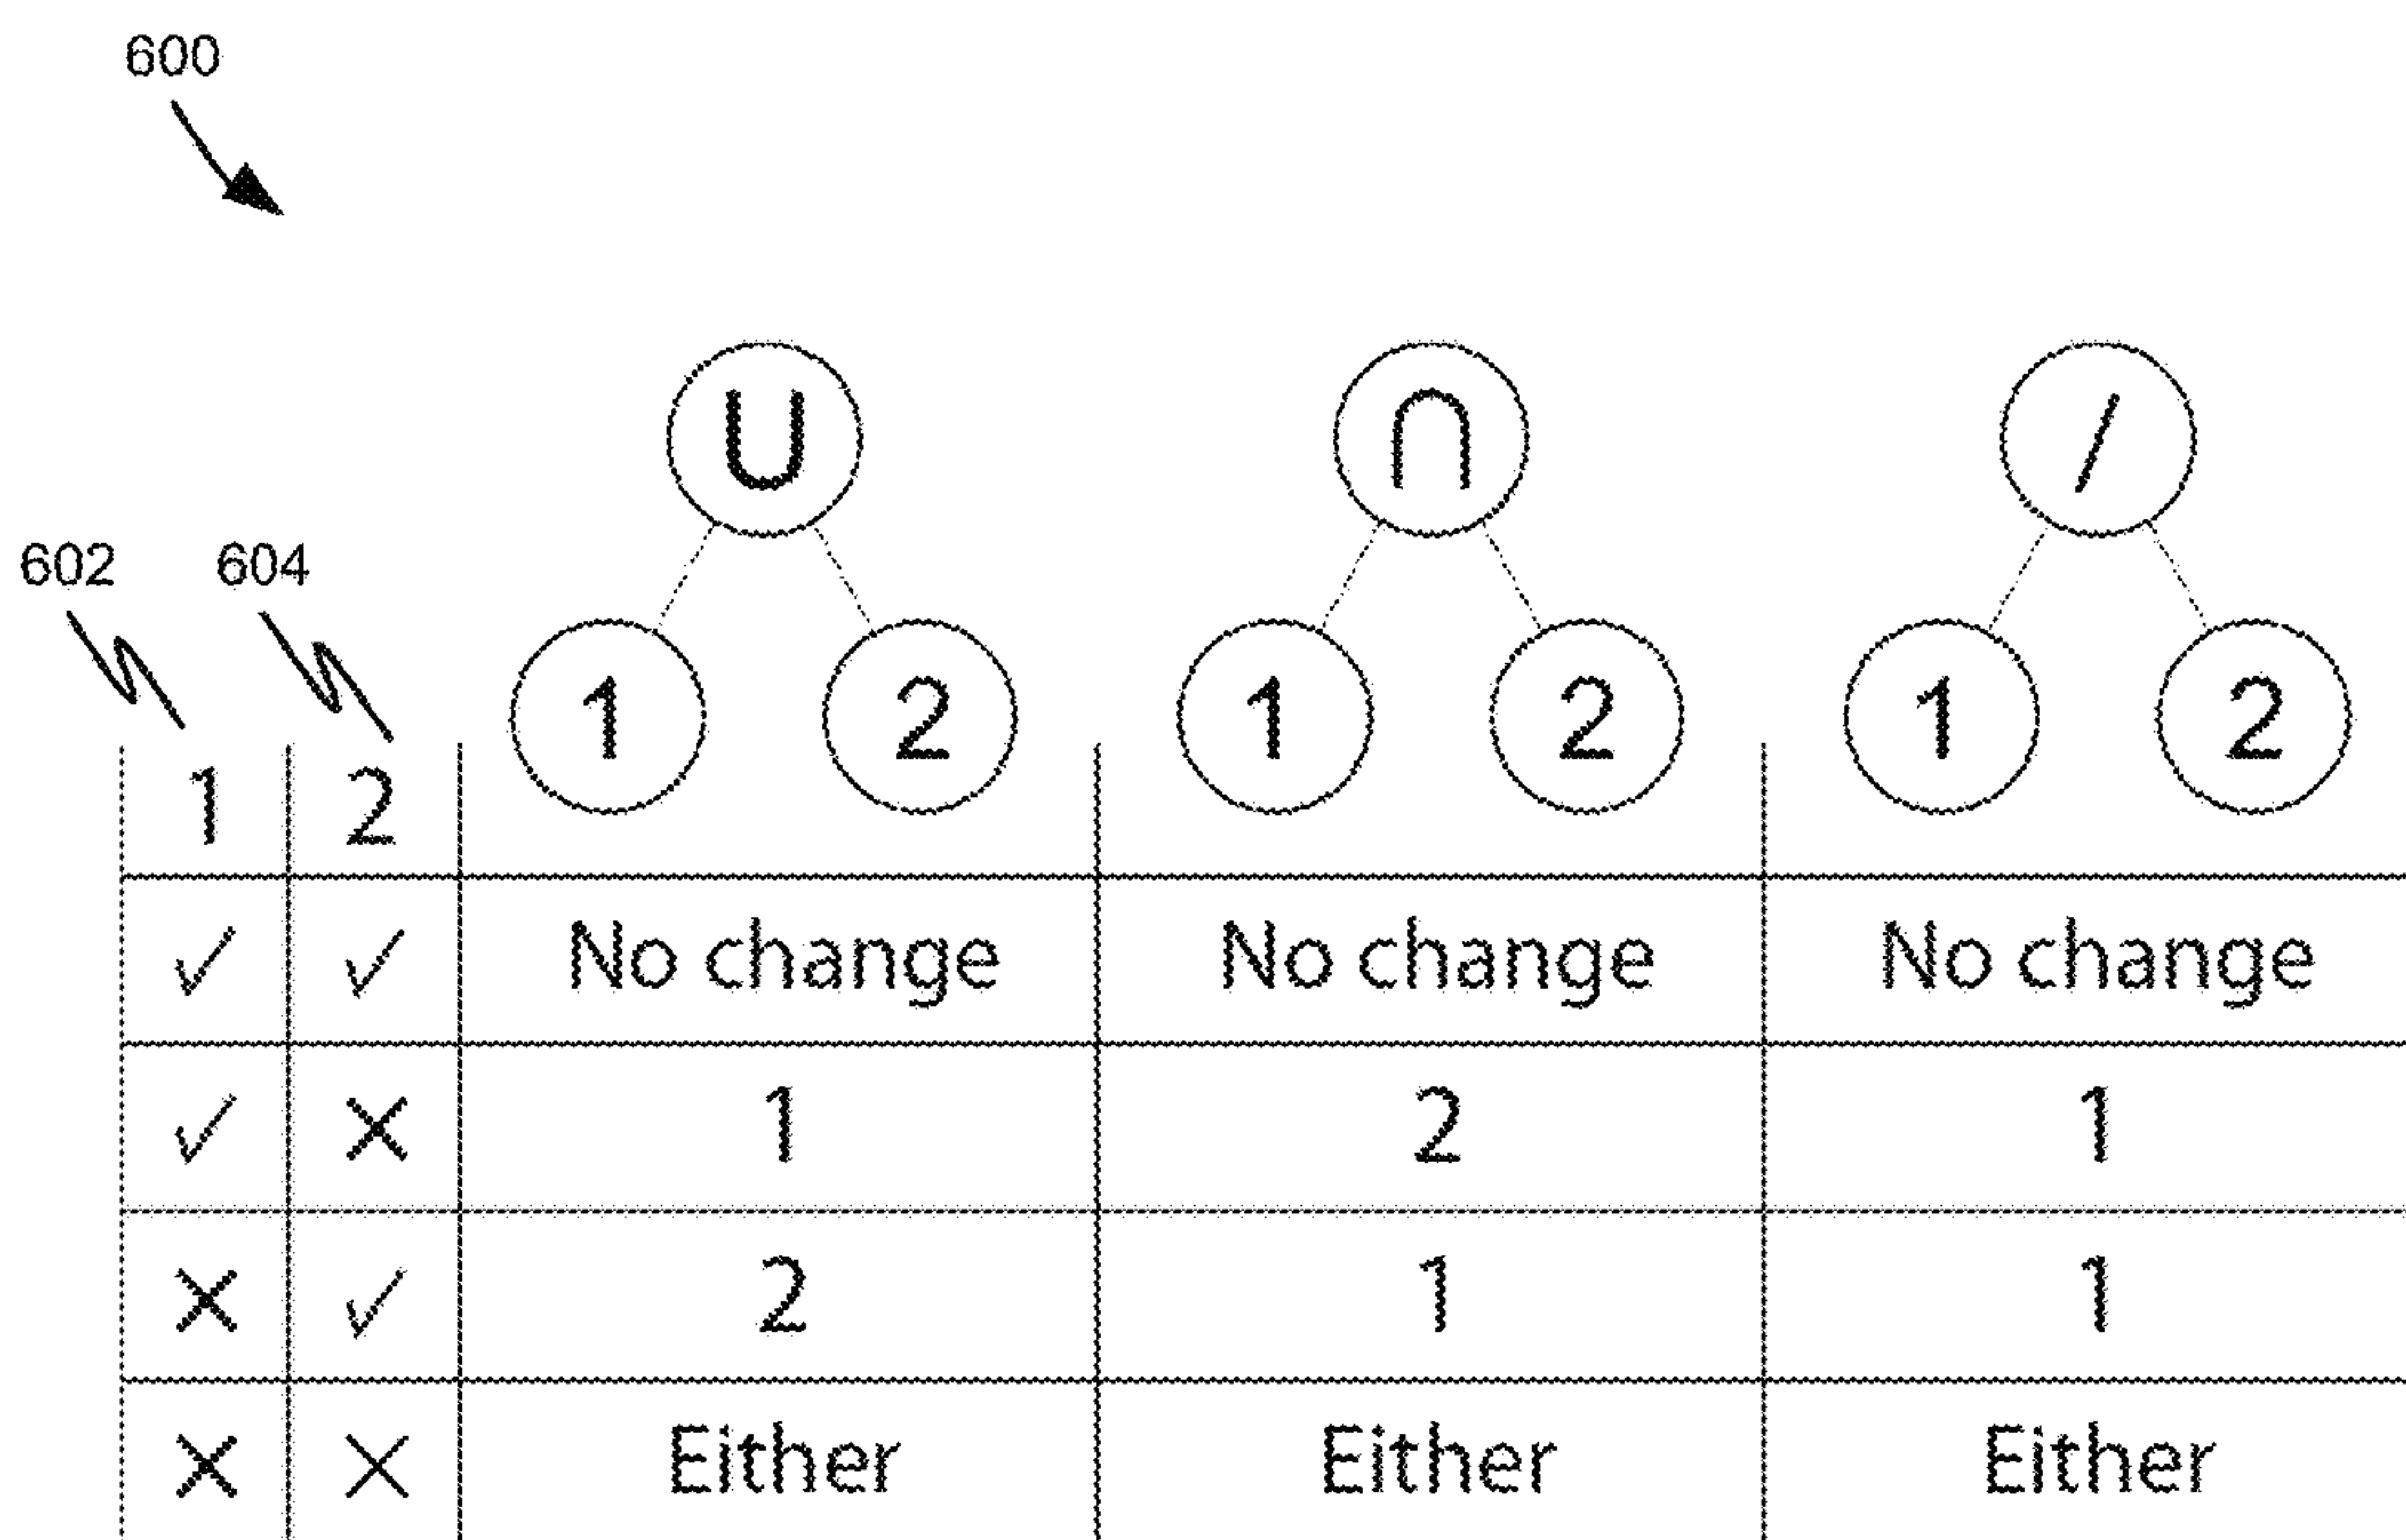 600
U ∩ /
602 604
1 2 1 2 1 2
1 2
✓ ✓ No change No change No change
✓ × 1 2 1
× ✓ 2 1 1
× × Either Either Either